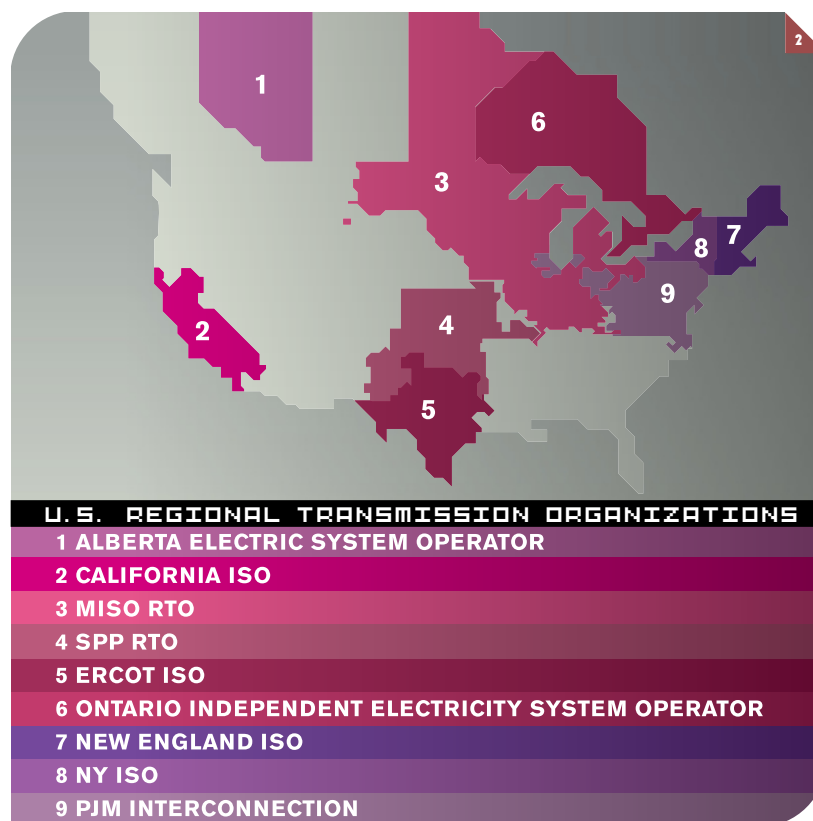 2
1
6
3
7
8
9
2
4
5
U.S. REGIONAL TRANSMISSION ORGANIZATIONS
1 ALBERTA ELECTRIC SYSTEM OPERATOR
2 CALIFORNIA ISO
3 MISO RTO
4 SPP RTO
5 ERCOT ISO
6 ONTARIO INDEPENDENT ELECTRICITY SYSTEM OPERATOR
7 NEW ENGLAND ISO
8 NY ISO
9 PJM INTERCONNECTION